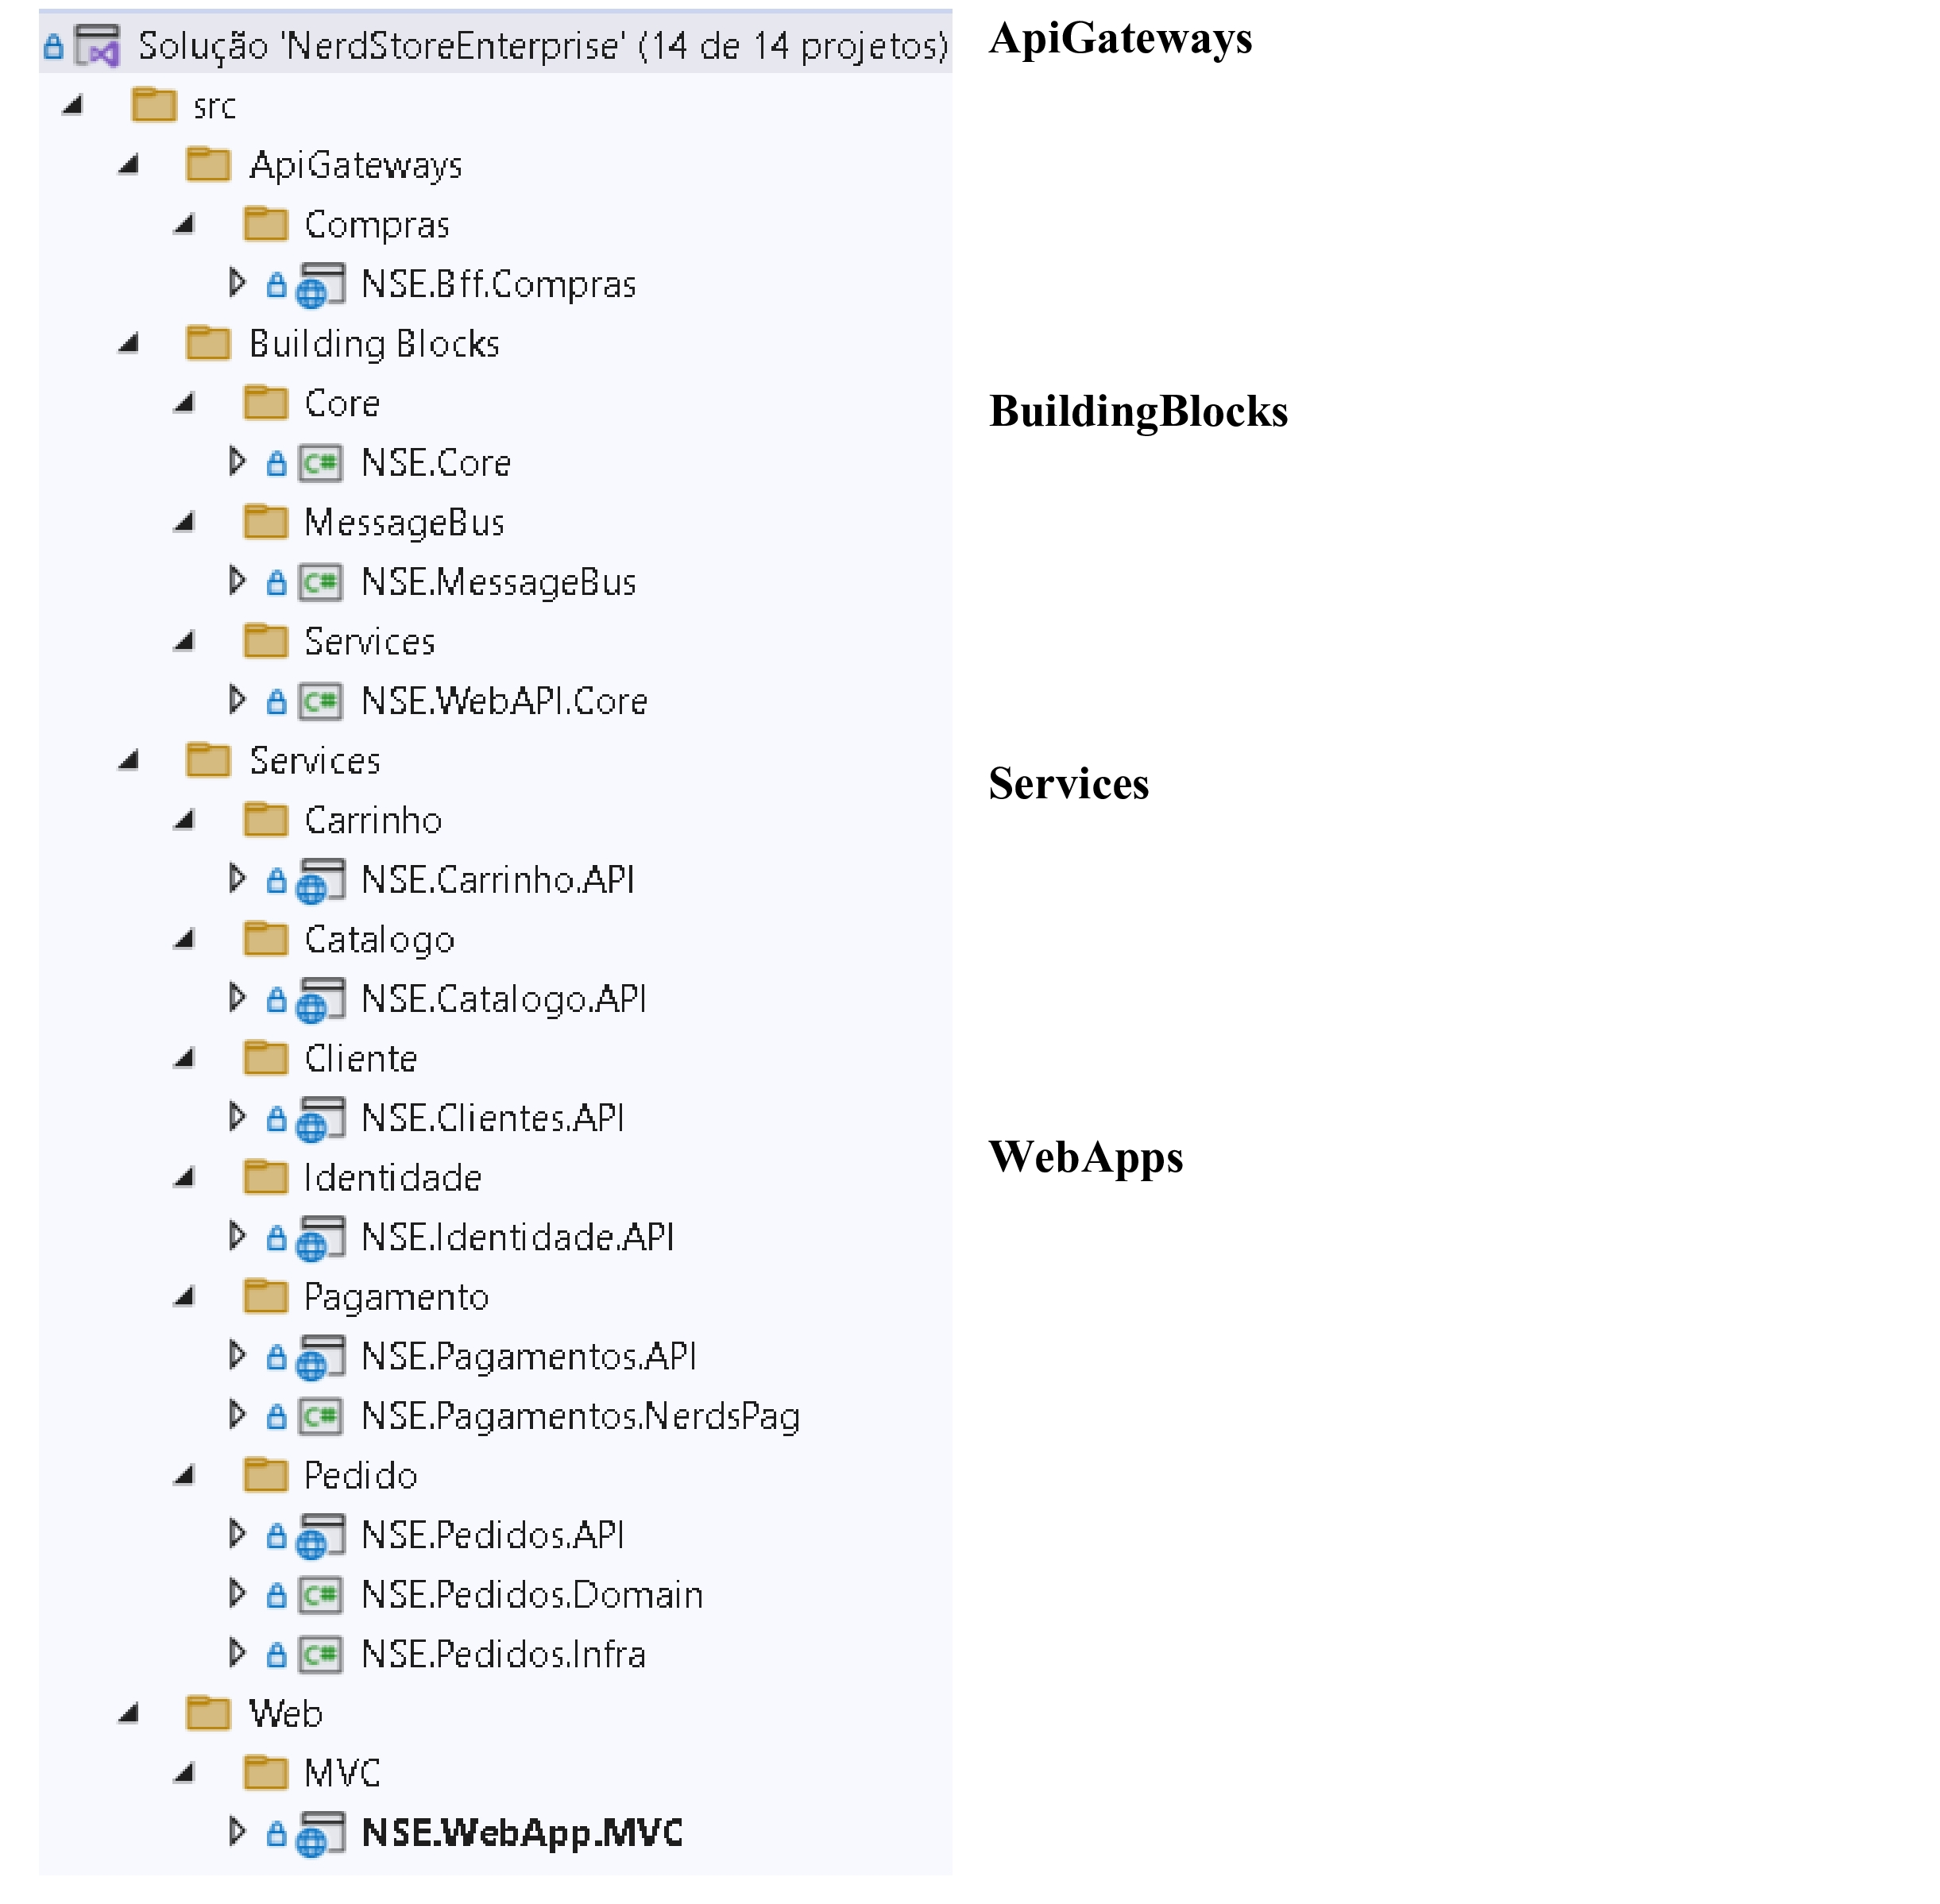 Solução 'NerdStoreEnterprise' (14 de 14 projetos)
src
ApiGateways
Compras
NSE.Bff.Compras
Building Blocks
Core
C# NSE.Core
MessageBus
C# NSE.MessageBus
Services
C# NSE.WebAPI.Core
Services
Carrinho
NSE.Carrinho.API
Catalogo
NSE.Catalogo.API
Cliente
NSE.Clientes.API
Identidade
NSE.Identidade.API
Pagamento
NSE.Pagamentos.API
C# NSE.Pagamentos.NerdsPag
Pedido
NSE.Pedidos.API
C# NSE.Pedidos.Domain
C# NSE.Pedidos.Infra
Web
MVC
NSE.WebApp.MVC
ApiGateways
BuildingBlocks
Services
WebApps